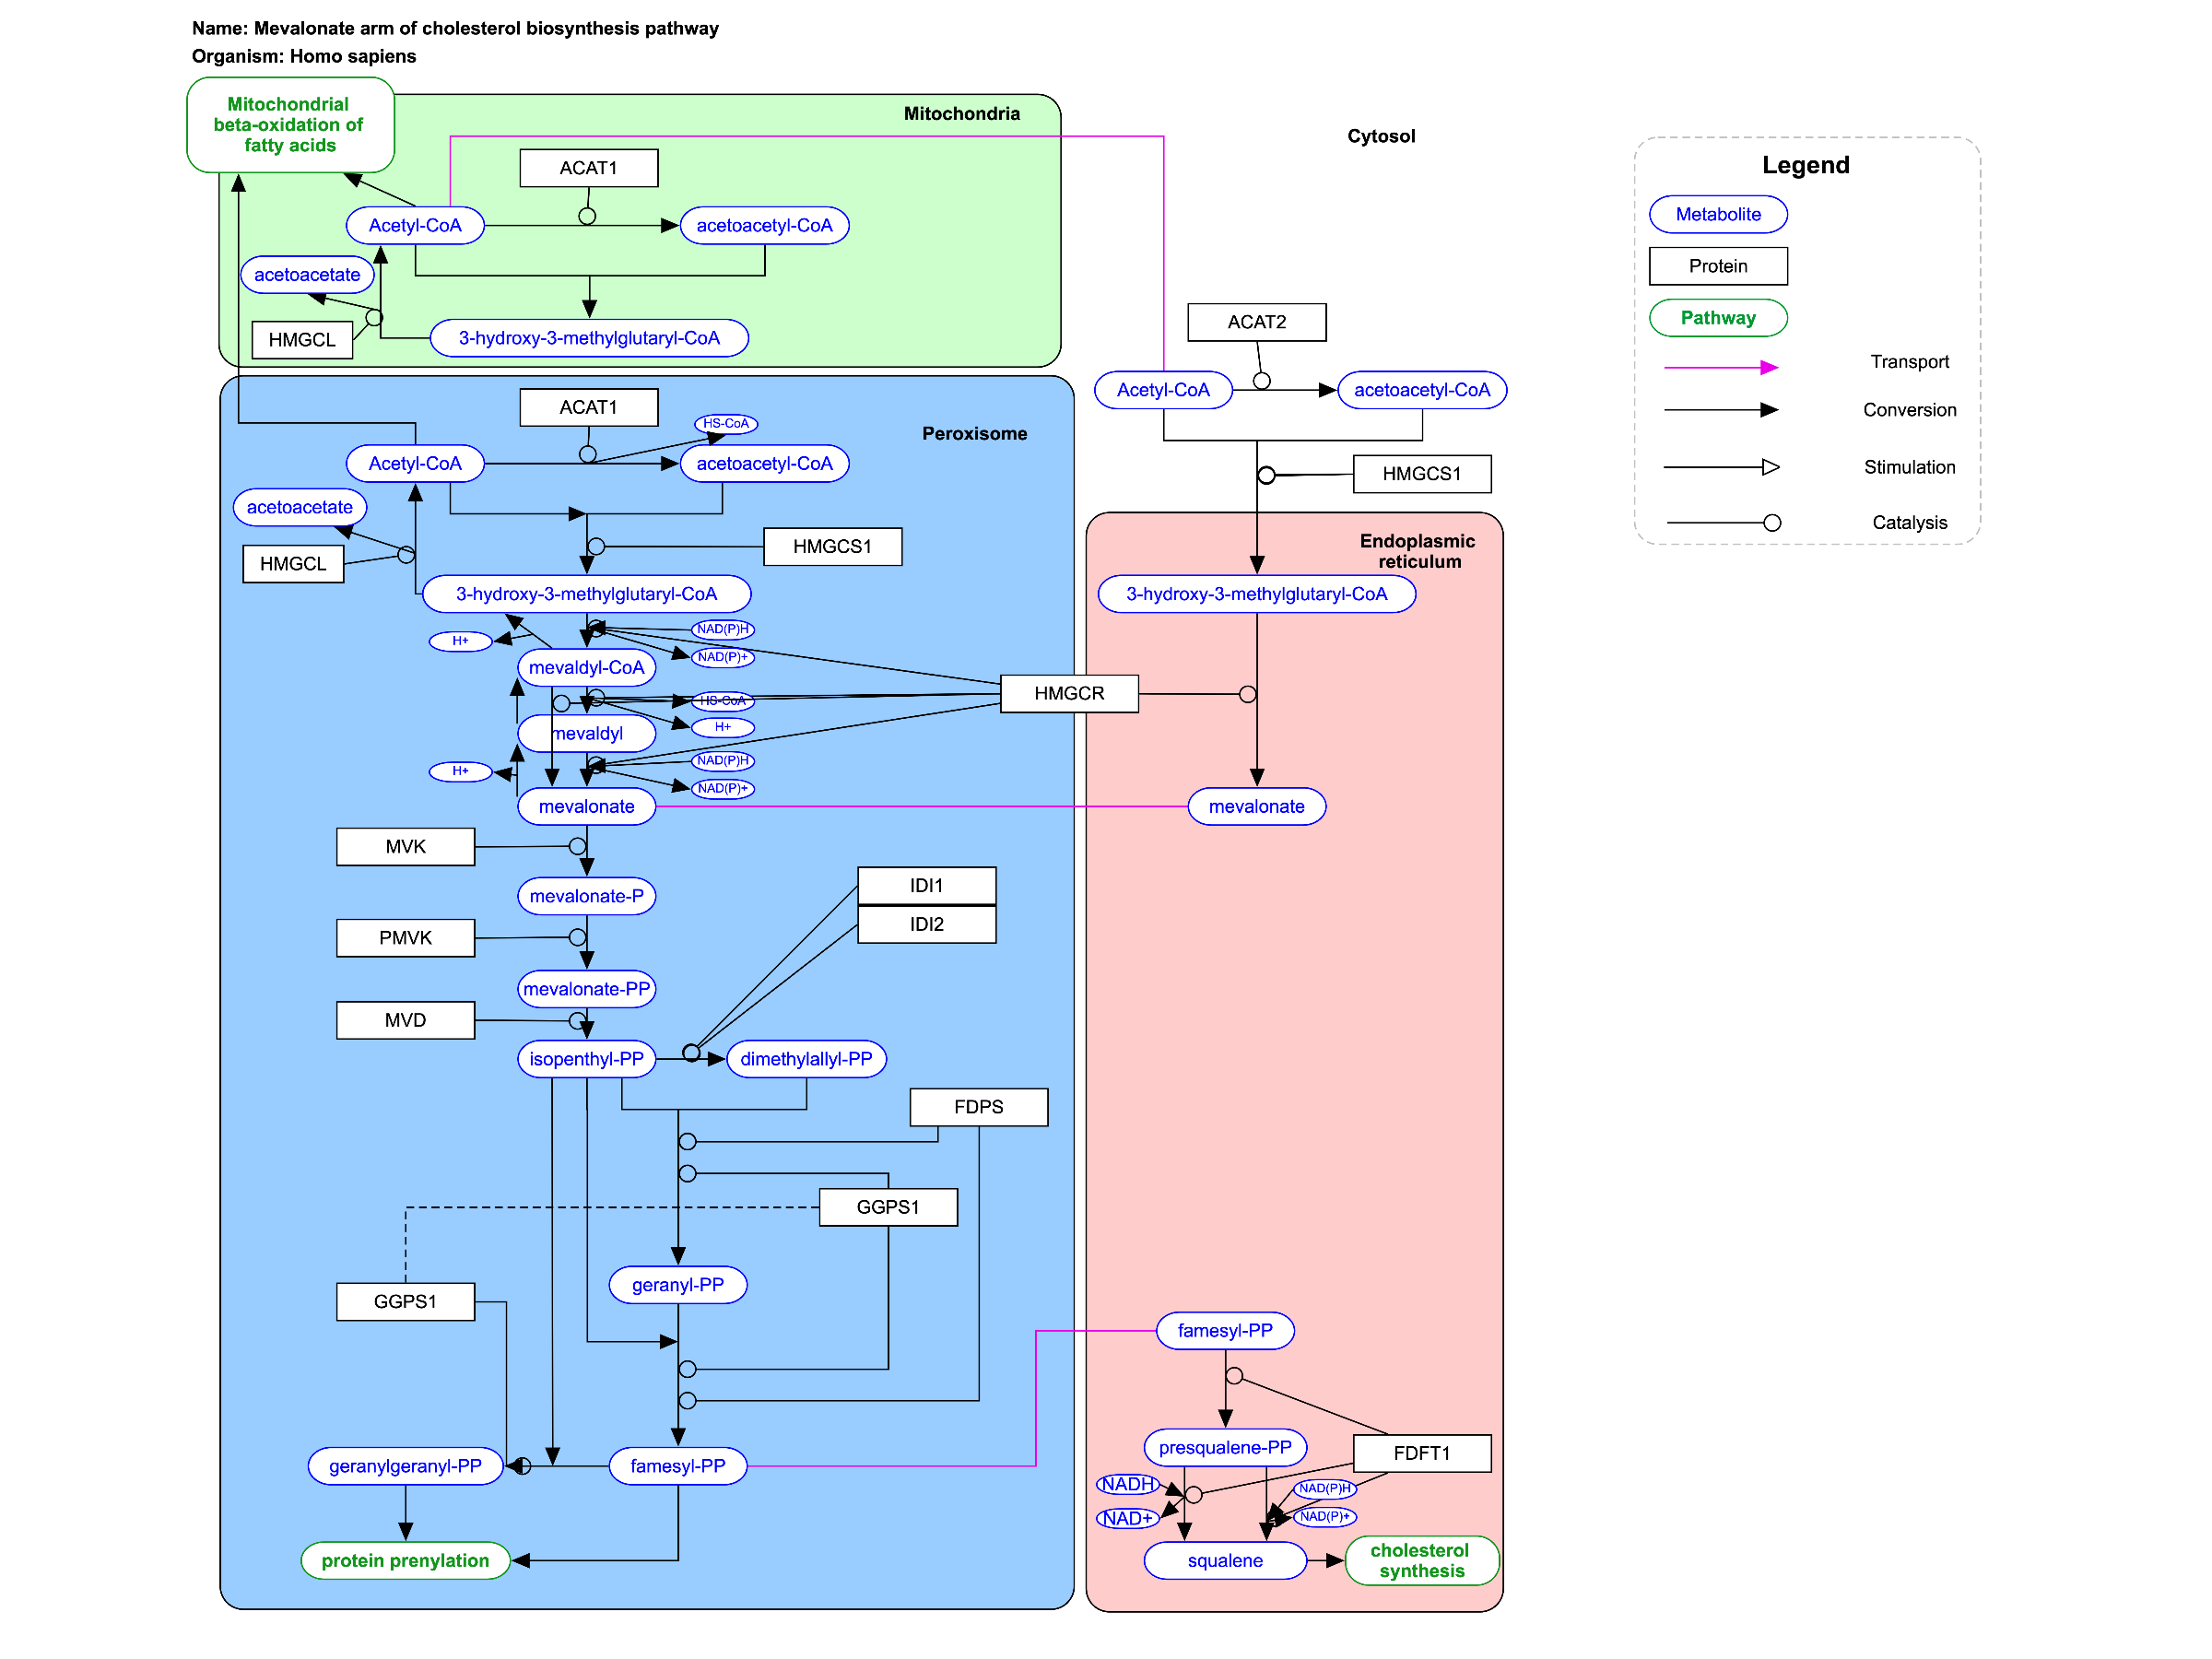 Name: Mevalonate arm of cholesterol biosynthesis pathway
Organism: Homo sapiens
Mitochondrial
beta-oxidation of
fatty acids
Mitochondria
ACAT1
Acetyl-CoA
acetoacetyl-CoA
acetoacetate
HMGCL
3-hydroxy-3-methylglutaryl-CoA
Cytosol
ACAT2
Acetyl-CoA
acetoacetyl-CoA
HMGCS1
Legend
Metabolite
Protein
Pathway
Transport
Conversion
Stimulation
Catalysis
Peroxisome
ACAT1
HS-CoA
Acetyl-CoA
acetoacetyl-CoA
acetoacetate
HMGCL
HMGCS1
3-hydroxy-3-methylglutaryl-CoA
H+
NAD(P)H
NAD(P)+
mevaldyl-CoA
HMGCR
HS-CoA
H+
mevaldyl
H+
NAD(P)H
NAD(P)+
mevalonate
MVK
mevalonate-P
IDI1
IDI2
PMVK
mevalonate-PP
MVD
isopenthyl-PP
dimethylallyl-PP
FDPS
GGPS1
geranyl-PP
GGPS1
geranylgeranyl-PP
famesyl-PP
protein prenylation
Endoplasmic
reticulum
3-hydroxy-3-methylglutaryl-CoA
mevalonate
famesyl-PP
presqualene-PP
FDFT1
NADH
NAD(P)H
NAD+
NAD(P)+
squalene
cholesterol
synthesis